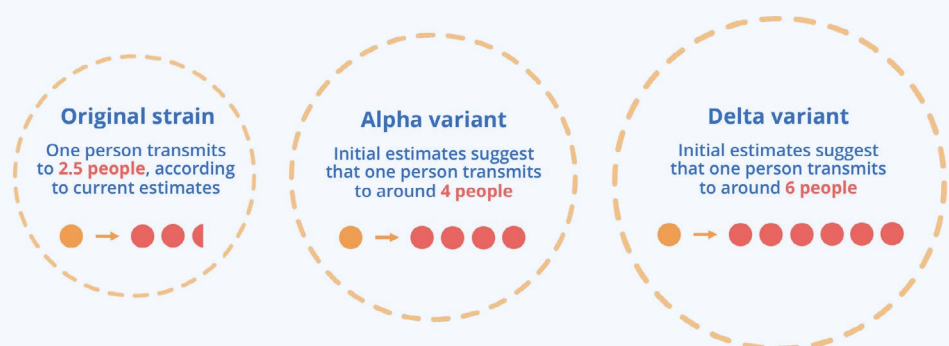 Original strain
One person transmits
to 2.5 people, according
to current estimates
Alpha variant
Initial estimates suggest
that one person transmits
to around 4 people
Delta variant
Initial estimates suggest
that one person transmits
to around 6 people